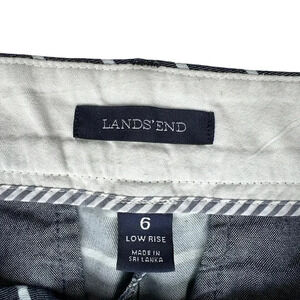 LANDS' END
6
LOW RISE
MADE IN
SRI LANKA